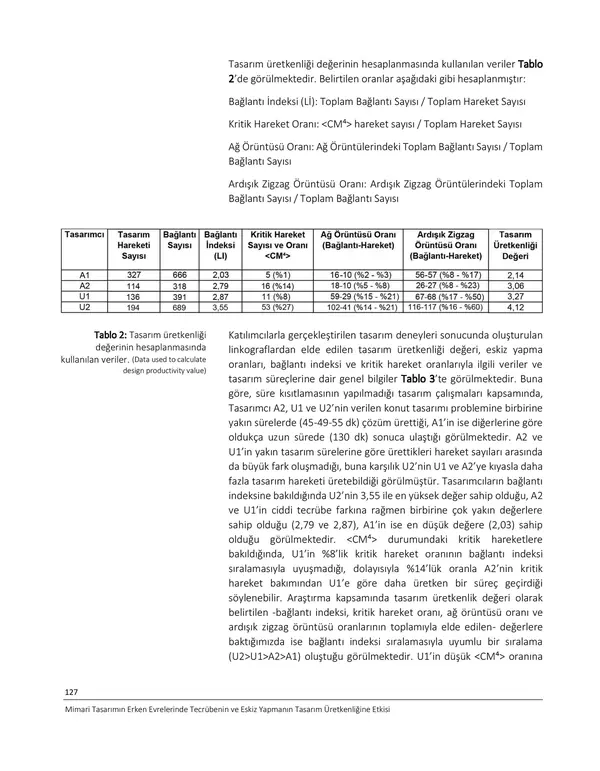 Tasarım üretkenliği değerinin hesaplanmasında kullanılan veriler Tablo
2'de görülmektedir. Belirtilen oranlar aşağıdaki gibi hesaplanmıştır:
Bağlantı İndeksi (Lİ): Toplam Bağlantı Sayısı / Toplam Hareket Sayısı
Kritik Hareket Oranı: <CM⁴> hareket sayısı / Toplam Hareket Sayısı
Ağ Örüntüsü Oranı: Ağ Örüntülerindeki Toplam Bağlantı Sayısı / Toplam
Bağlantı Sayısı
Ardışık Zigzag Örüntüsü Oranı: Ardışık Zigzag Örüntülerindeki Toplam
Bağlantı Sayısı / Toplam Bağlantı Sayısı
Tasarımcı Tasarım Hareketi Sayısı Bağlantı Sayısı Bağlantı İndeksi (LI) Kritik Hareket Sayısı ve Oranı <CM⁴> Ağ Örüntüsü Oranı (Bağlantı-Hareket) Ardışık Zigzag Örüntüsü Oranı (Bağlantı-Hareket) Tasarım Üretkenliği Değeri
A1 327 666 2,03 5 (%1) 16-10 (%2 - %3) 56-57 (%8 - %17) 2,14
A2 114 318 2,79 16 (%14) 18-10 (%5 - %8) 26-27 (%8 - %23) 3,06
U1 136 391 2,87 11 (%8) 59-29 (%15 - %21) 67-68 (%17 - %50) 3,27
U2 194 689 3,55 53 (%27) 102-41 (%14 - %21) 116-117 (%16 - %60) 4,12
Tablo 2: Tasarım üretkenliği
değerinin hesaplanmasında
kullanılan veriler. (Data used to calculate
design productivity value)
Katılımcılarla gerçekleştirilen tasarım deneyleri sonucunda oluşturulan
linkograflardan elde edilen tasarım üretkenliği değeri, eskiz yapma
oranları, bağlantı indeksi ve kritik hareket oranlarıyla ilgili veriler ve
tasarım süreçlerine dair genel bilgiler Tablo 3'te görülmektedir. Buna
göre, süre kısıtlamasının yapılmadığı tasarım çalışmaları kapsamında,
Tasarımcı A2, U1 ve U2'nin verilen konut tasarımı problemine birbirine
yakın sürelerde (45-49-55 dk) çözüm ürettiği, A1'in ise diğerlerine göre
oldukça uzun sürede (130 dk) sonuca ulaştığı görülmektedir. A2 ve
U1'in yakın tasarım sürelerine göre ürettikleri hareket sayıları arasında
da büyük fark oluşmadığı, buna karşılık U2'nin U1 ve A2'ye kıyasla daha
fazla tasarım hareketi üretebildiği görülmüştür. Tasarımcıların bağlantı
indeksine bakıldığında U2'nin 3,55 ile en yüksek değer sahip olduğu, A2
ve U1'in ciddi tecrübe farkına rağmen birbirine çok yakın değerlere
sahip olduğu (2,79 ve 2,87), A1'in ise en düşük değere (2,03) sahip
olduğu görülmektedir. <CM⁴> durumundaki kritik hareketlere
bakıldığında, U1'in %8'lik kritik hareket oranının bağlantı indeksi
sıralamasıyla uyuşmadığı, dolayısıyla %14'lük oranla A2'nin kritik
hareket bakımından U1'e göre daha üretken bir süreç geçirdiği
söylenebilir. Araştırma kapsamında tasarım üretkenlik değeri olarak
belirtilen -bağlantı indeksi, kritik hareket oranı, ağ örüntüsü oranı ve
ardışık zigzag örüntüsü oranlarının toplamıyla elde edilen- değerlere
baktığımızda ise bağlantı indeksi sıralamasıyla uyumlu bir sıralama
(U2>U1>A2>A1) oluştuğu görülmektedir. U1'in düşük <CM⁴> oranına
127
Mimari Tasarımın Erken Evrelerinde Tecrübenin ve Eskiz Yapmanın Tasarım Üretkenliğine Etkisi